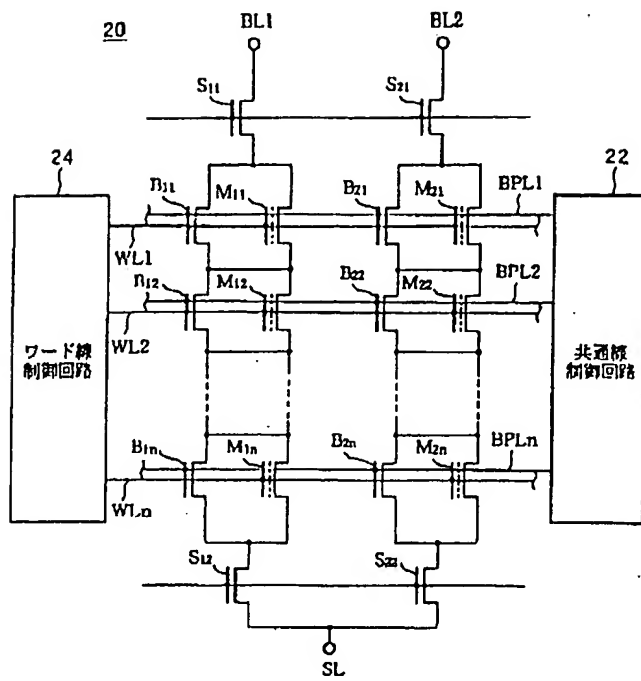 20
BL1 BL2
S11 S21
24 22
B11 M11 B21 M21 BPL1
WL1
B12 M12 B22 M22 BPL2
WL2
ワード線
制御回路
共通線
制御回路
B1n M1n B2n M2n BPLn
WLn
S12 S22
SL